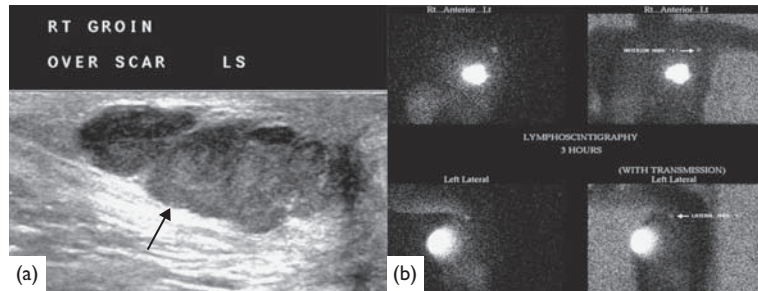 RT GROIN
OVER SCAR LS
(a)
Rt. Anterior Lt
Rt. Anterior Lt
LYMPHOSCINTIGRAPHY
3 HOURS
(WITH TRANSMISSION)
Left Lateral
Left Lateral
(b)